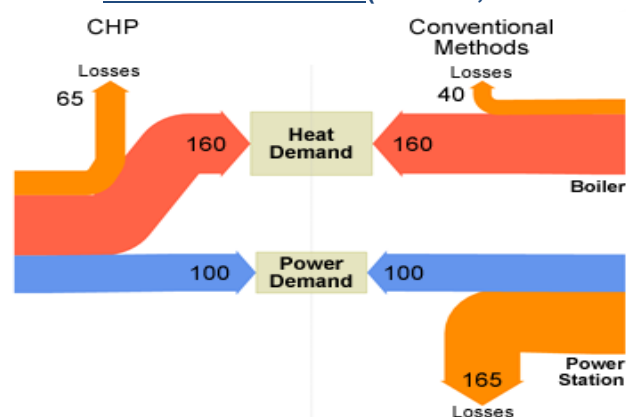 CHP
Conventional
Methods
Losses
65
Losses
40
160
Heat
Demand
160
Boiler
100
Power
Demand
100
165
Power
Station
Losses